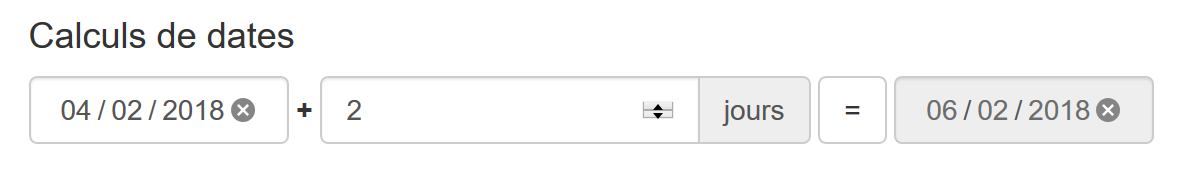 Calculs de dates
04 / 02 / 2018 + 2 jours = 06 / 02 / 2018